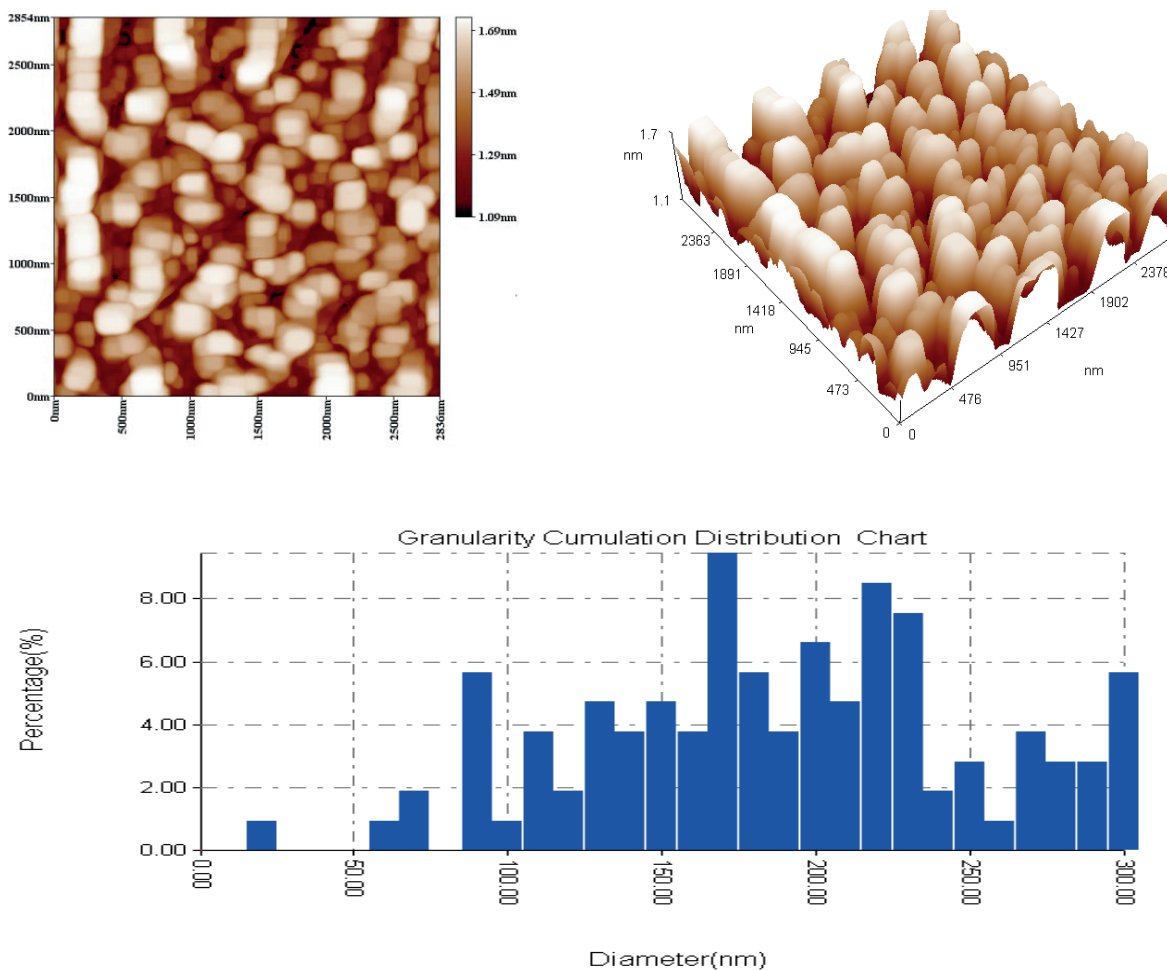 2854nm
2500nm
2000nm
1500nm
1000nm
500nm
0nm
0nm
500nm
1000nm
1500nm
2000nm
2500nm
2836nm
1.69nm
1.49nm
1.29nm
1.09nm
1.7
nm
1.1
2363
1891
1418
nm
945
473
0
0
476
951
1427
nm
1902
2378
Granularity Cumulation Distribution Chart
Percentage(%)
8.00
6.00
4.00
2.00
0.00
0.00
50.00
100.00
150.00
200.00
250.00
300.00
Diameter(nm)